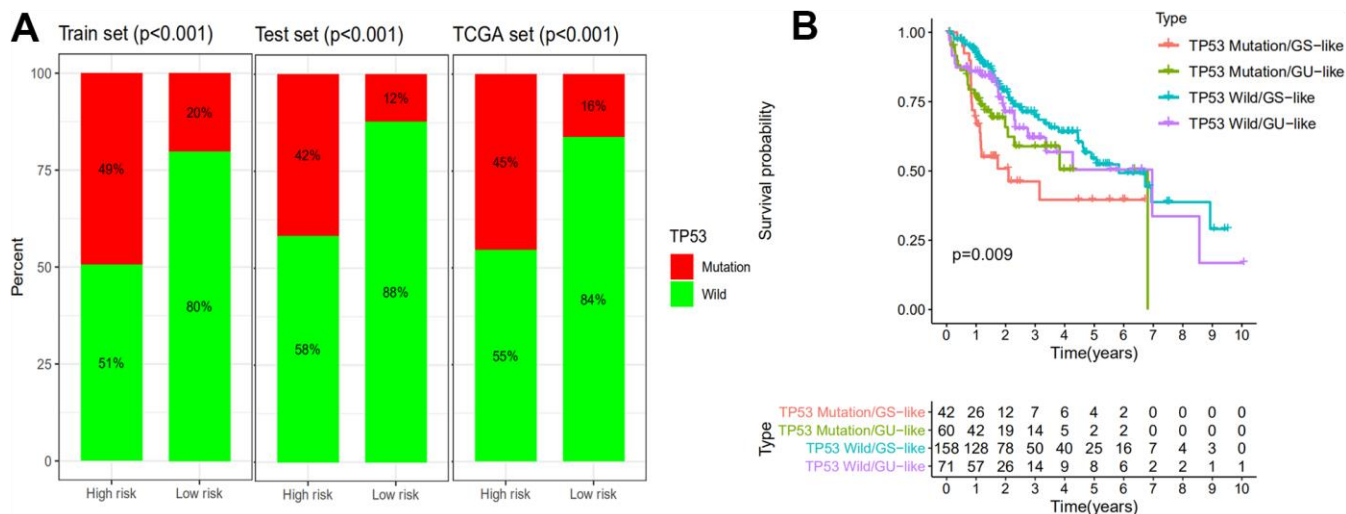 A
Train set (p<0.001)
Test set (p<0.001)
TCGA set (p<0.001)
Percent
100
75
50
25
0
49%
51%
20%
80%
42%
58%
12%
88%
45%
55%
16%
84%
High risk
Low risk
High risk
Low risk
High risk
Low risk
TP53
Mutation
Wild
B
Type
TP53 Mutation/GS-like
TP53 Mutation/GU-like
TP53 Wild/GS-like
TP53 Wild/GU-like
Survival probability
1.00
0.75
0.50
0.25
0.00
p=0.009
0 1 2 3 4 5 6 7 8 9 10
Time(years)
Type
TP53 Mutation/GS-like 42 26 12 7 6 4 2 0 0 0 0
TP53 Mutation/GU-like 60 42 19 14 5 2 2 0 0 0 0
TP53 Wild/GS-like 158 128 78 50 40 25 16 7 4 3 0
TP53 Wild/GU-like 71 57 26 14 9 8 6 2 2 1 1
0 1 2 3 4 5 6 7 8 9 10
Time(years)